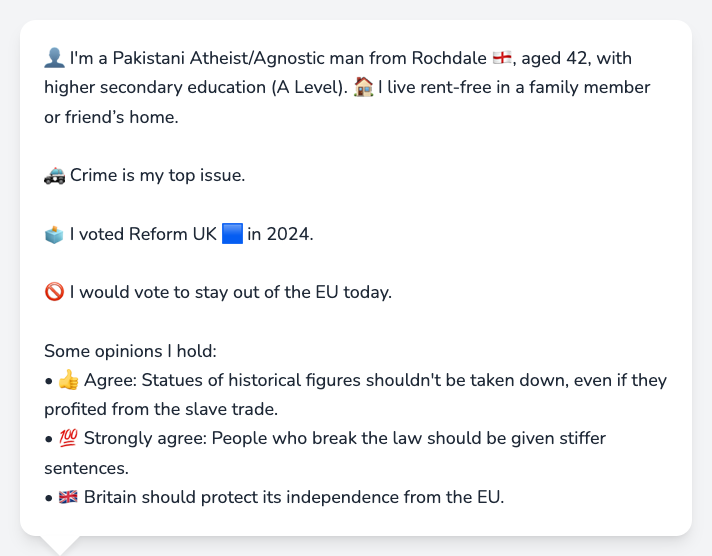 👤 I'm a Pakistani Atheist/Agnostic man from Rochdale 🏴󠁧󠁢󠁥󠁮󠁧󠁿, aged 42, with
higher secondary education (A Level). 🏠 I live rent-free in a family member
or friend’s home.
🚓 Crime is my top issue.
🗳️ I voted Reform UK 🟦 in 2024.
🚫 I would vote to stay out of the EU today.
Some opinions I hold:
• 👍 Agree: Statues of historical figures shouldn't be taken down, even if they
profited from the slave trade.
• 💯 Strongly agree: People who break the law should be given stiffer
sentences.
• 🇬🇧 Britain should protect its independence from the EU.